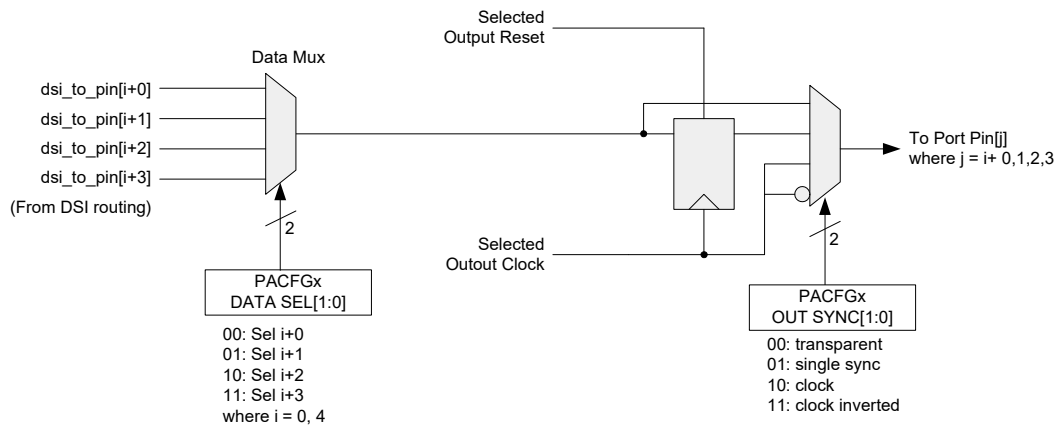 Selected
Output Reset
Data Mux
dsi_to_pin[i+0]
dsi_to_pin[i+1]
dsi_to_pin[i+2]
dsi_to_pin[i+3]
(From DSI routing)
To Port Pin[j]
where j = i+ 0,1,2,3
2
2
Selected
Outout Clock
PACFGx
DATA SEL[1:0]
00: Sel i+0
01: Sel i+1
10: Sel i+2
11: Sel i+3
where i = 0, 4
PACFGx
OUT SYNC[1:0]
00: transparent
01: single sync
10: clock
11: clock inverted